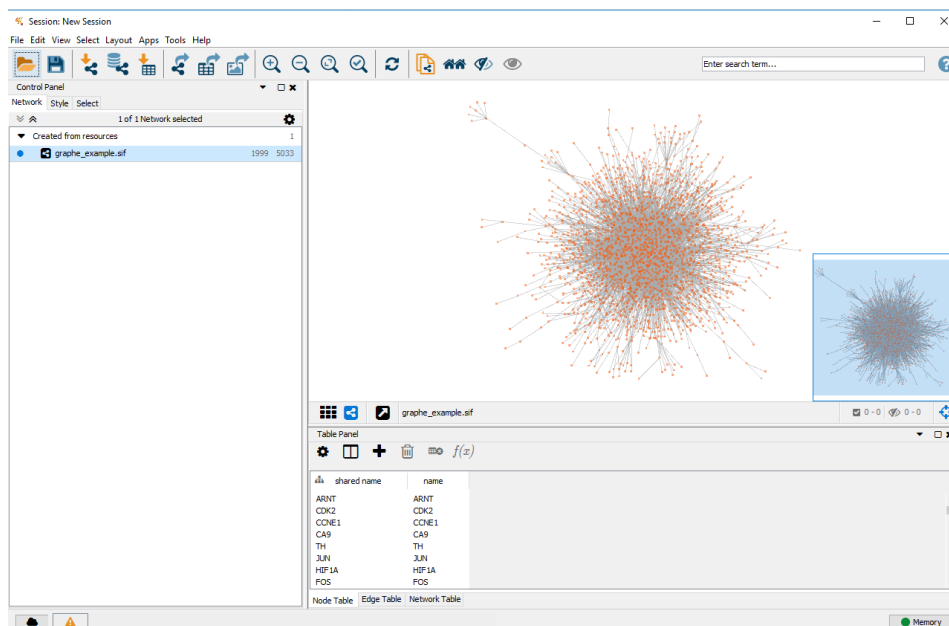 Session: New Session
File Edit View Select Layout Apps Tools Help
Enter search term...
?
Control Panel
Network Style Select
1 of 1 Network selected
Created from resources 1
graphe_example.sif 1999 5033
graphe_example.sif 0 - 0 0 - 0
Table Panel
f(x)
shared name name
ARNT ARNT
CDK2 CDK2
CCNE1 CCNE1
CA9 CA9
TH TH
JUN JUN
HIF1A HIF1A
FOS FOS
Node Table Edge Table Network Table
Memory